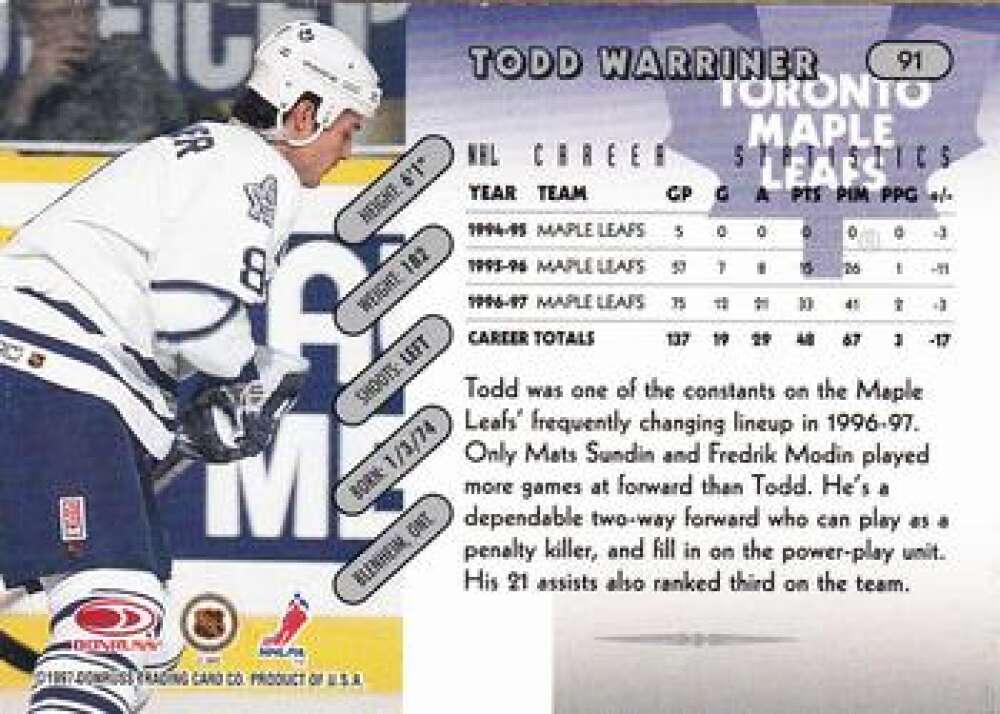 TODD WARRINER
91
TORONTO
MAPLE
LEAFS
NHL CAREER STATISTICS
YEAR TEAM GP G A PTS PIM PPG +/-
1994-95 MAPLE LEAFS 5 0 0 0 0 0 -3
1995-96 MAPLE LEAFS 57 7 8 15 26 1 -11
1996-97 MAPLE LEAFS 75 12 21 33 41 2 -3
CAREER TOTALS 137 19 29 48 67 3 -17
HEIGHT: 6'1"
WEIGHT: 182
SHOOTS: LEFT
BORN: 1/3/74
BLENHEIM, ONT
Todd was one of the constants on the Maple
Leafs' frequently changing lineup in 1996-97.
Only Mats Sundin and Fredrik Modin played
more games at forward than Todd. He's a
dependable two-way forward who can play as a
penalty killer, and fill in on the power-play unit.
His 21 assists also ranked third on the team.
DONRUSS
NHLPA
©1997 DONRUSS TRADING CARD CO. PRODUCT OF U.S.A.
ER
8